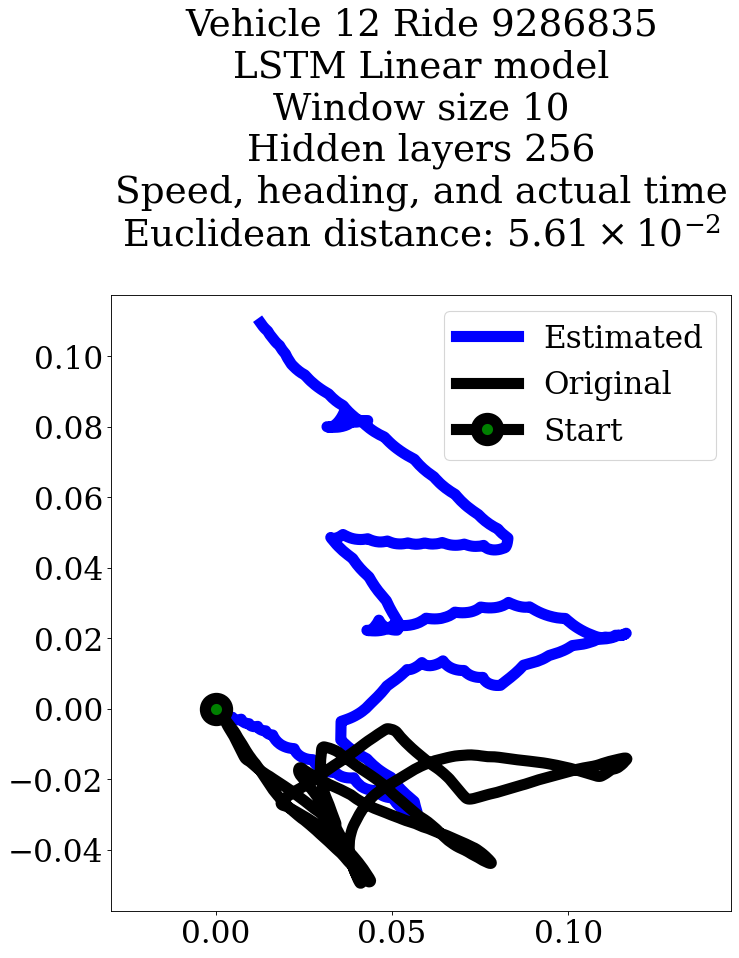 Vehicle 12 Ride 9286835
LSTM Linear model
Window size 10
Hidden layers 256
Speed, heading, and actual time
Euclidean distance: 5.61 × 10⁻²
Estimated
Original
Start
0.10
0.08
0.06
0.04
0.02
0.00
−0.02
−0.04
0.00 0.05 0.10